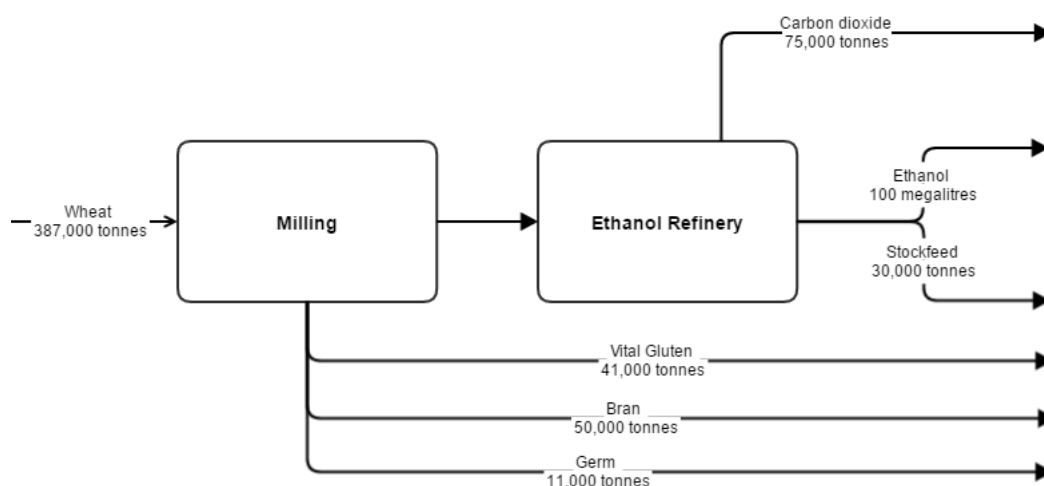 Carbon dioxide
75,000 tonnes
Wheat
387,000 tonnes
Milling
Ethanol Refinery
Ethanol
100 megalitres
Stockfeed
30,000 tonnes
Vital Gluten
41,000 tonnes
Bran
50,000 tonnes
Germ
11,000 tonnes